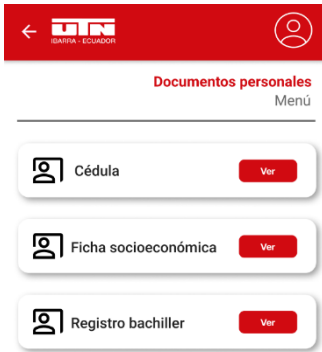 UTN
IBARRA - ECUADOR
Documentos personales
Menú
Cédula
Ver
Ficha socioeconómica
Ver
Registro bachiller
Ver